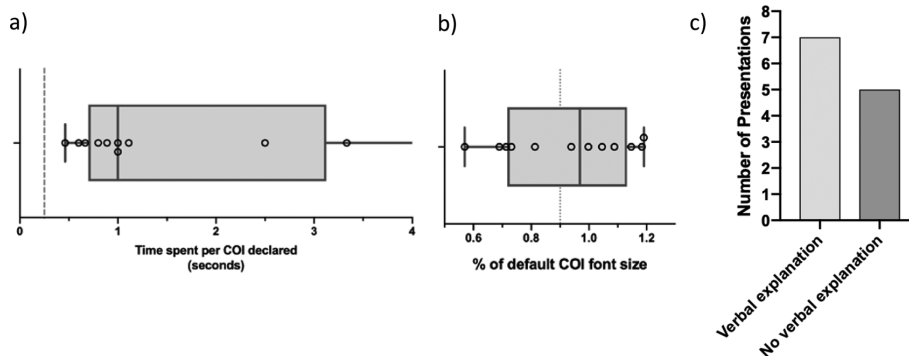 a)
0
1
2
3
4
Time spent per COI declared
(seconds)
b)
0.6
0.8
1.0
1.2
% of default COI font size
c)
Number of Presentations
8
7
6
5
4
3
2
1
0
Verbal explanation
No verbal explanation